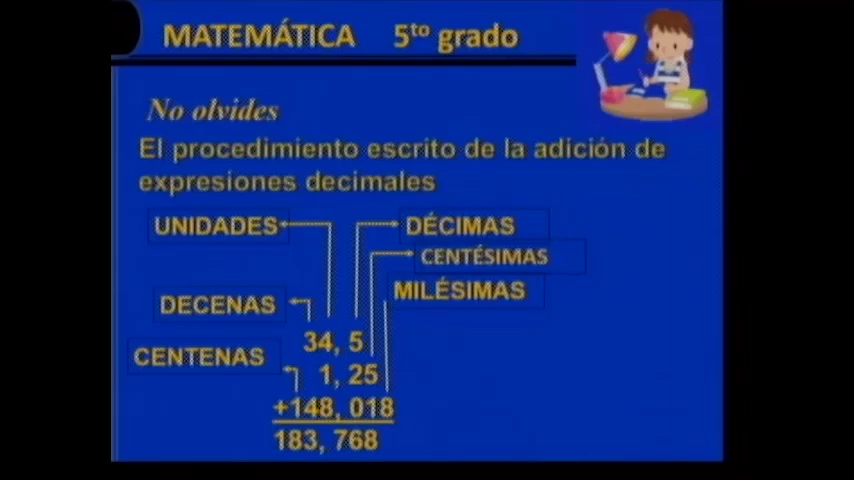 MATEMÁTICA 5to grado
No olvides
El procedimiento escrito de la adición de
expresiones decimales
UNIDADES
DÉCIMAS
CENTÉSIMAS
MILÉSIMAS
DECENAS
CENTENAS
34, 5
1, 25
+148, 018
183, 768